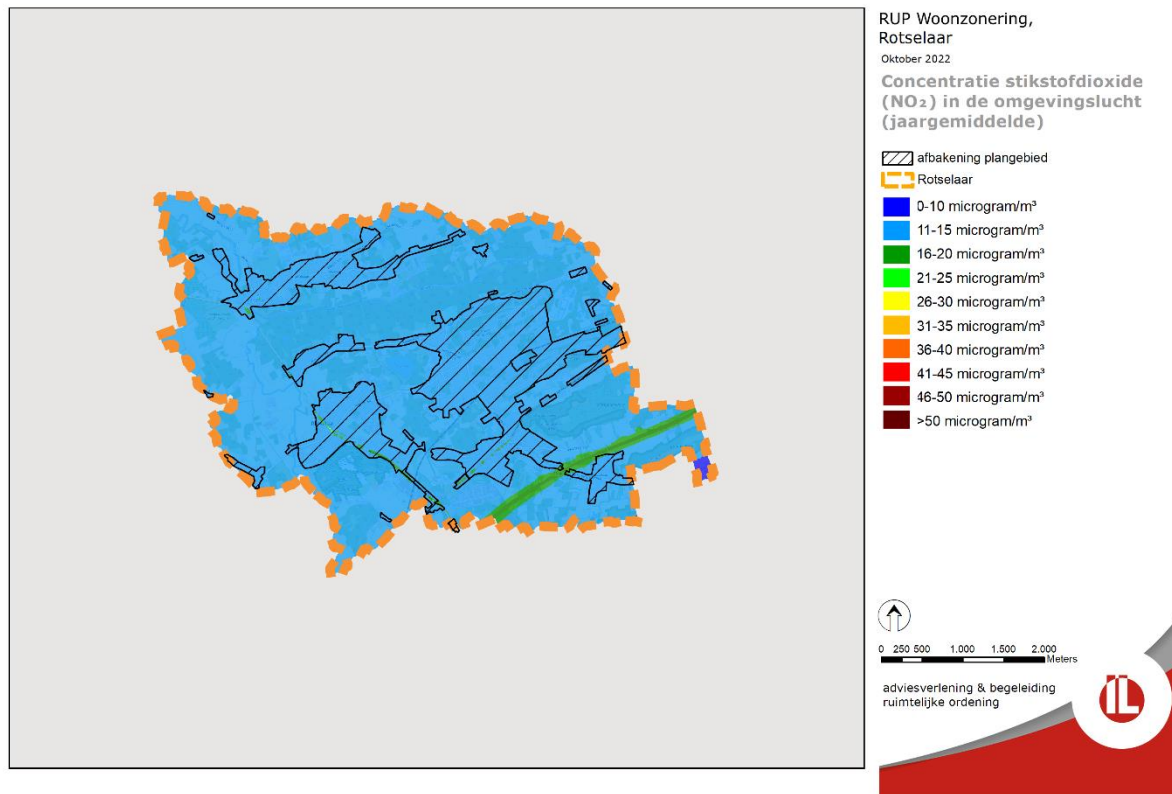 RUP Woonzonering,
Rotselaar
Oktober 2022
Concentratie stikstofdioxide
(NO₂) in de omgevingslucht
(jaargemiddelde)
afbakening plangebied
Rotselaar
0-10 microgram/m³
11-15 microgram/m³
16-20 microgram/m³
21-25 microgram/m³
26-30 microgram/m³
31-35 microgram/m³
36-40 microgram/m³
41-45 microgram/m³
46-50 microgram/m³
>50 microgram/m³
0 250 500 1.000 1.500 2.000
Meters
adviesverlening & begeleiding
ruimtelijke ordening
IL